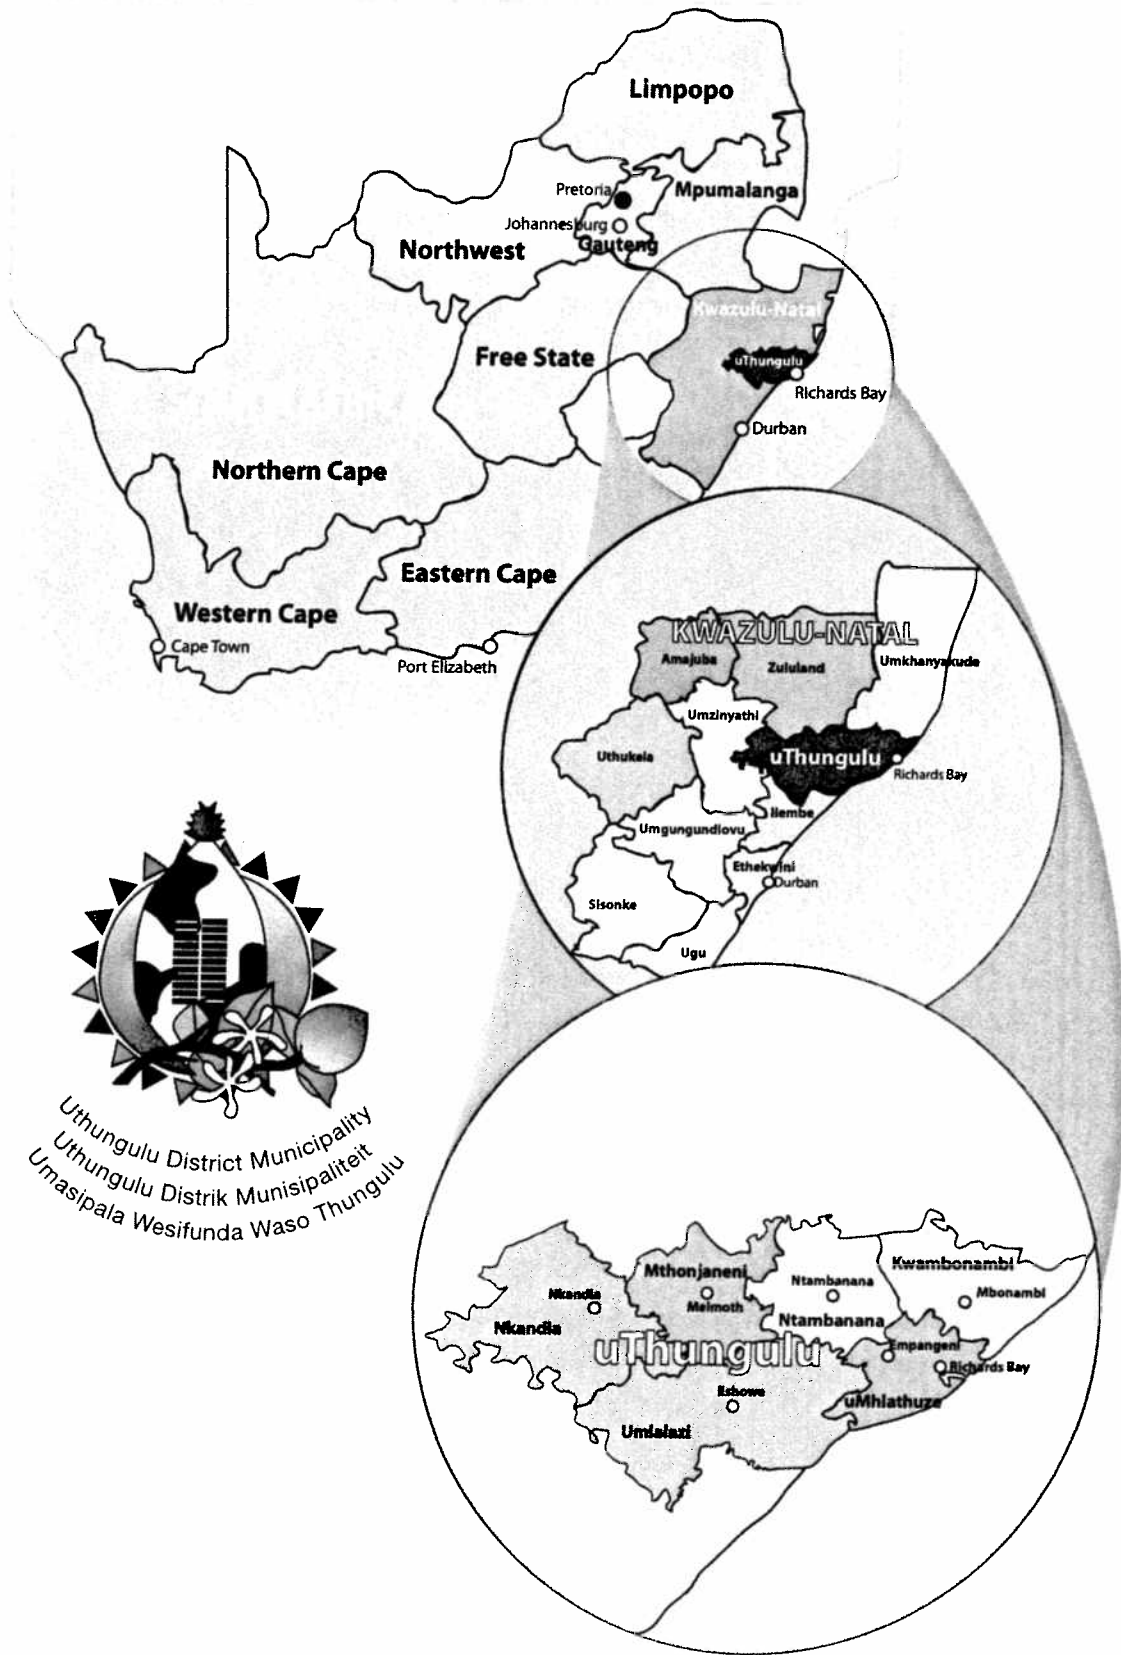 Limpopo
Pretoria
Mpumalanga
Johannesburg
Gauteng
Northwest
Kwazulu-Natal
Free State
uThungulu
Richards Bay
Durban
Northern Cape
Eastern Cape
Western Cape
Cape Town
Port Elizabeth
KWAZULU-NATAL
Amajuba
Zululand
Umkhanyakude
Umzinyathi
Uthukela
uThungulu
Richards Bay
Ilembe
Umgungundlovu
Ethekwini
Durban
Sisonke
Ugu
Uthungulu District Municipality
Uthungulu Distrik Munisipaliteit
Umasipala Wesifunda Waso Thungulu
Kwambonambi
Mthonjaneni
Ntambanana
Nkandla
Melmoth
Mbonambi
Ntambanana
Nkandla
uThungulu
Empangeni
Richards Bay
Eshowe
uMhlathuze
Umlalazi